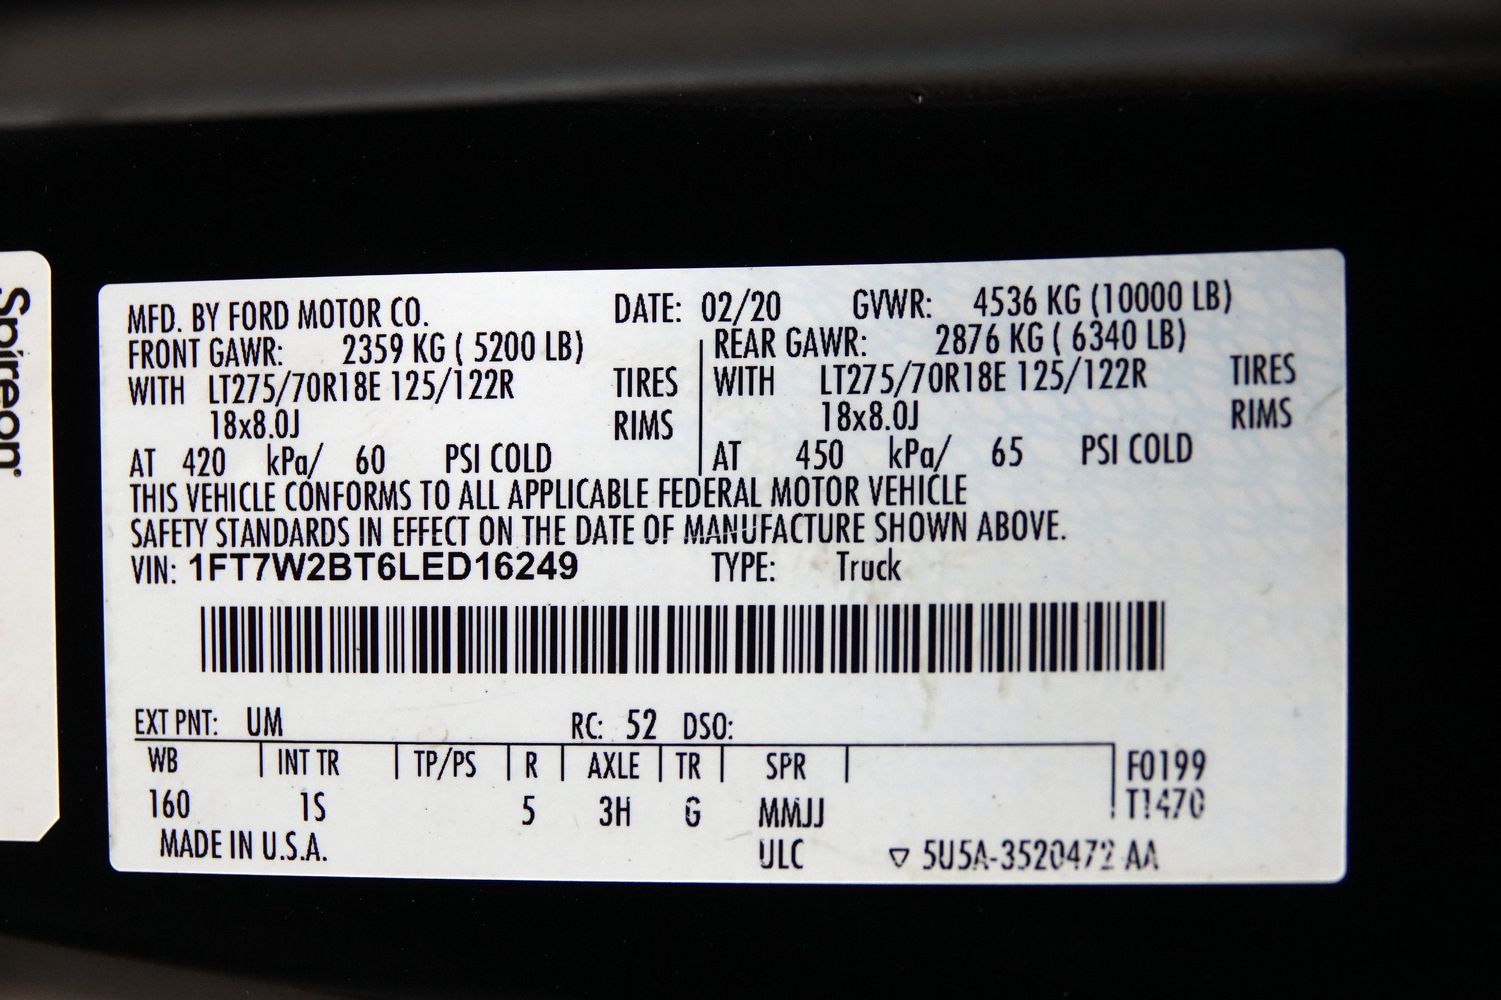 Spireon
MFD. BY FORD MOTOR CO. DATE: 02/20 GVWR: 4536 KG (10000 LB)
FRONT GAWR: 2359 KG ( 5200 LB) REAR GAWR: 2876 KG ( 6340 LB)
WITH LT275/70R18E 125/122R TIRES WITH LT275/70R18E 125/122R TIRES
18x8.0J RIMS 18x8.0J RIMS
AT 420 kPa/ 60 PSI COLD AT 450 kPa/ 65 PSI COLD
THIS VEHICLE CONFORMS TO ALL APPLICABLE FEDERAL MOTOR VEHICLE
SAFETY STANDARDS IN EFFECT ON THE DATE OF MANUFACTURE SHOWN ABOVE.
VIN: 1FT7W2BT6LED16249 TYPE: Truck
EXT PNT: UM RC: 52 DSO:
WB INT TR TP/PS R AXLE TR SPR F0199
160 1S 5 3H G MMJJ T1470
MADE IN U.S.A. ULC ▽ 5U5A-3520472 AA